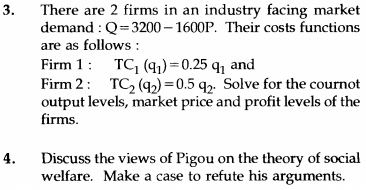 3. There are 2 firms in an industry facing market
demand : Q = 3200 – 1600P. Their costs functions
are as follows :
Firm 1 : TC₁ (q₁) = 0.25 q₁ and
Firm 2 : TC₂ (q₂) = 0.5 q₂. Solve for the cournot
output levels, market price and profit levels of the
firms.
4. Discuss the views of Pigou on the theory of social
welfare. Make a case to refute his arguments.